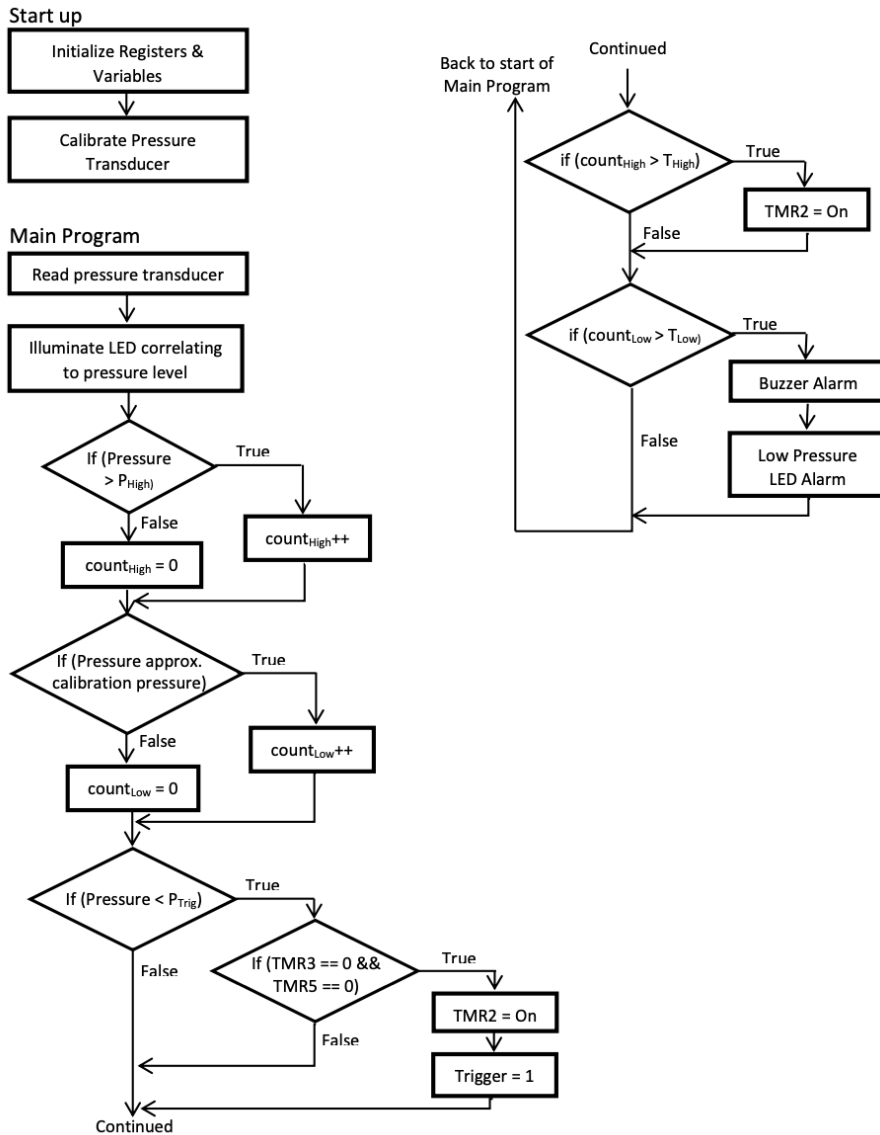 Start up
Initialize Registers &
Variables
Calibrate Pressure
Transducer
Main Program
Read pressure transducer
Illuminate LED correlating
to pressure level
If (Pressure
> PHigh)
True
False
countHigh++
countHigh = 0
If (Pressure approx.
calibration pressure)
True
False
countLow++
countLow = 0
If (Pressure < PTrig)
True
False
If (TMR3 == 0 &&
TMR5 == 0)
True
False
TMR2 = On
Trigger = 1
Continued
Continued
Back to start of
Main Program
if (countHigh > THigh)
True
TMR2 = On
False
if (countLow > TLow)
True
Buzzer Alarm
False
Low Pressure
LED Alarm